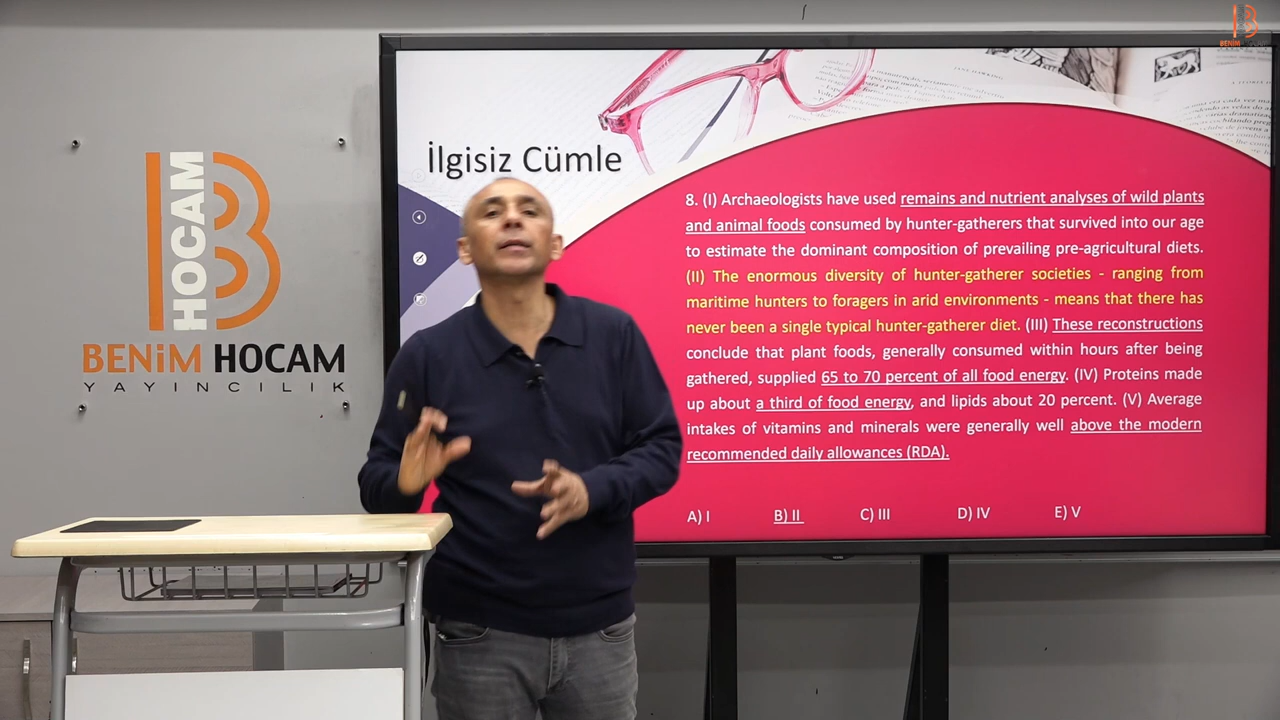 BENİM
HOCAM
BENİM HOCAM
YAYINCILIK
İlgisiz Cümle
8. (I) Archaeologists have used remains and nutrient analyses of wild plants
and animal foods consumed by hunter-gatherers that survived into our age
to estimate the dominant composition of prevailing pre-agricultural diets.
(II) The enormous diversity of hunter-gatherer societies - ranging from
maritime hunters to foragers in arid environments - means that there has
never been a single typical hunter-gatherer diet. (III) These reconstructions
conclude that plant foods, generally consumed within hours after being
gathered, supplied 65 to 70 percent of all food energy. (IV) Proteins made
up about a third of food energy, and lipids about 20 percent. (V) Average
intakes of vitamins and minerals were generally well above the modern
recommended daily allowances (RDA).
A) I B) II C) III D) IV E) V